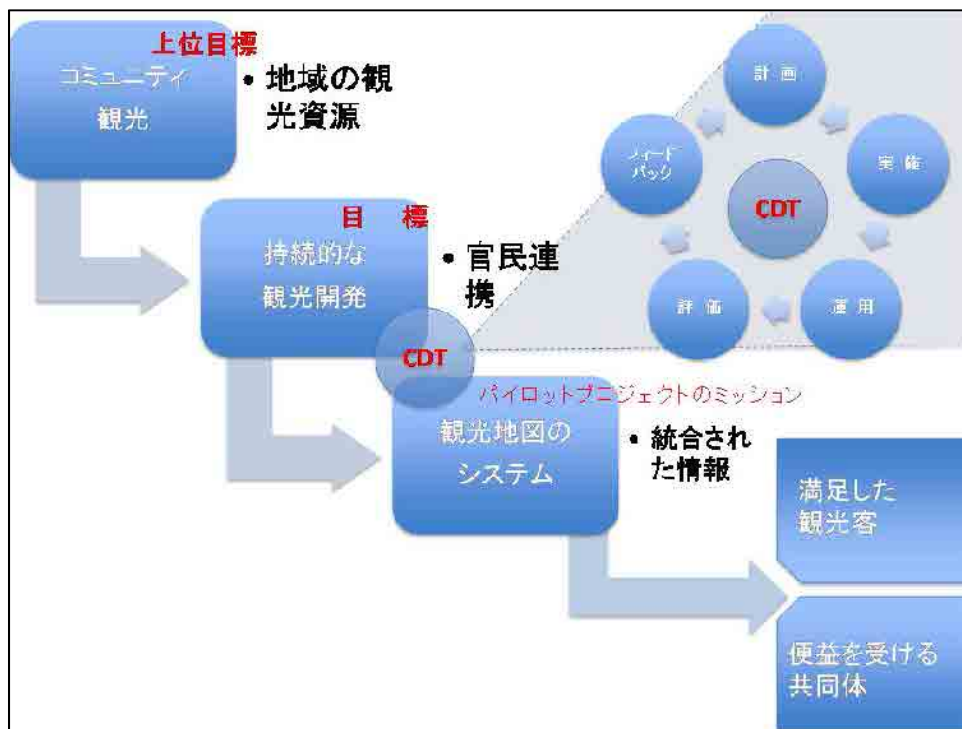 上位目標
コミュニティ
観光
• 地域の観
光資源
目 標
持続的な
観光開発
• 官民連
携
CDT
パイロットプロジェクトのミッション
観光地図の
システム
• 統合され
た情報
満足した
観光客
便益を受ける
共同体
計 画
実 施
運 用
評 価
フィード
バック
CDT